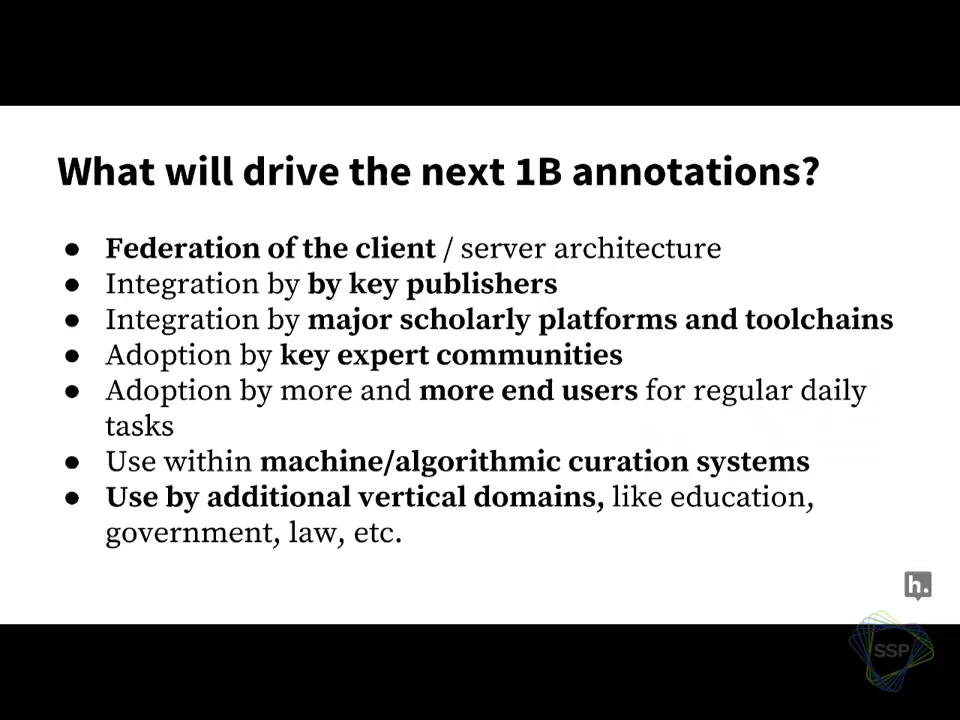 What will drive the next 1B annotations?
● Federation of the client / server architecture
● Integration by by key publishers
● Integration by major scholarly platforms and toolchains
● Adoption by key expert communities
● Adoption by more and more end users for regular daily
tasks
● Use within machine/algorithmic curation systems
● Use by additional vertical domains, like education,
government, law, etc.
h.
SSP